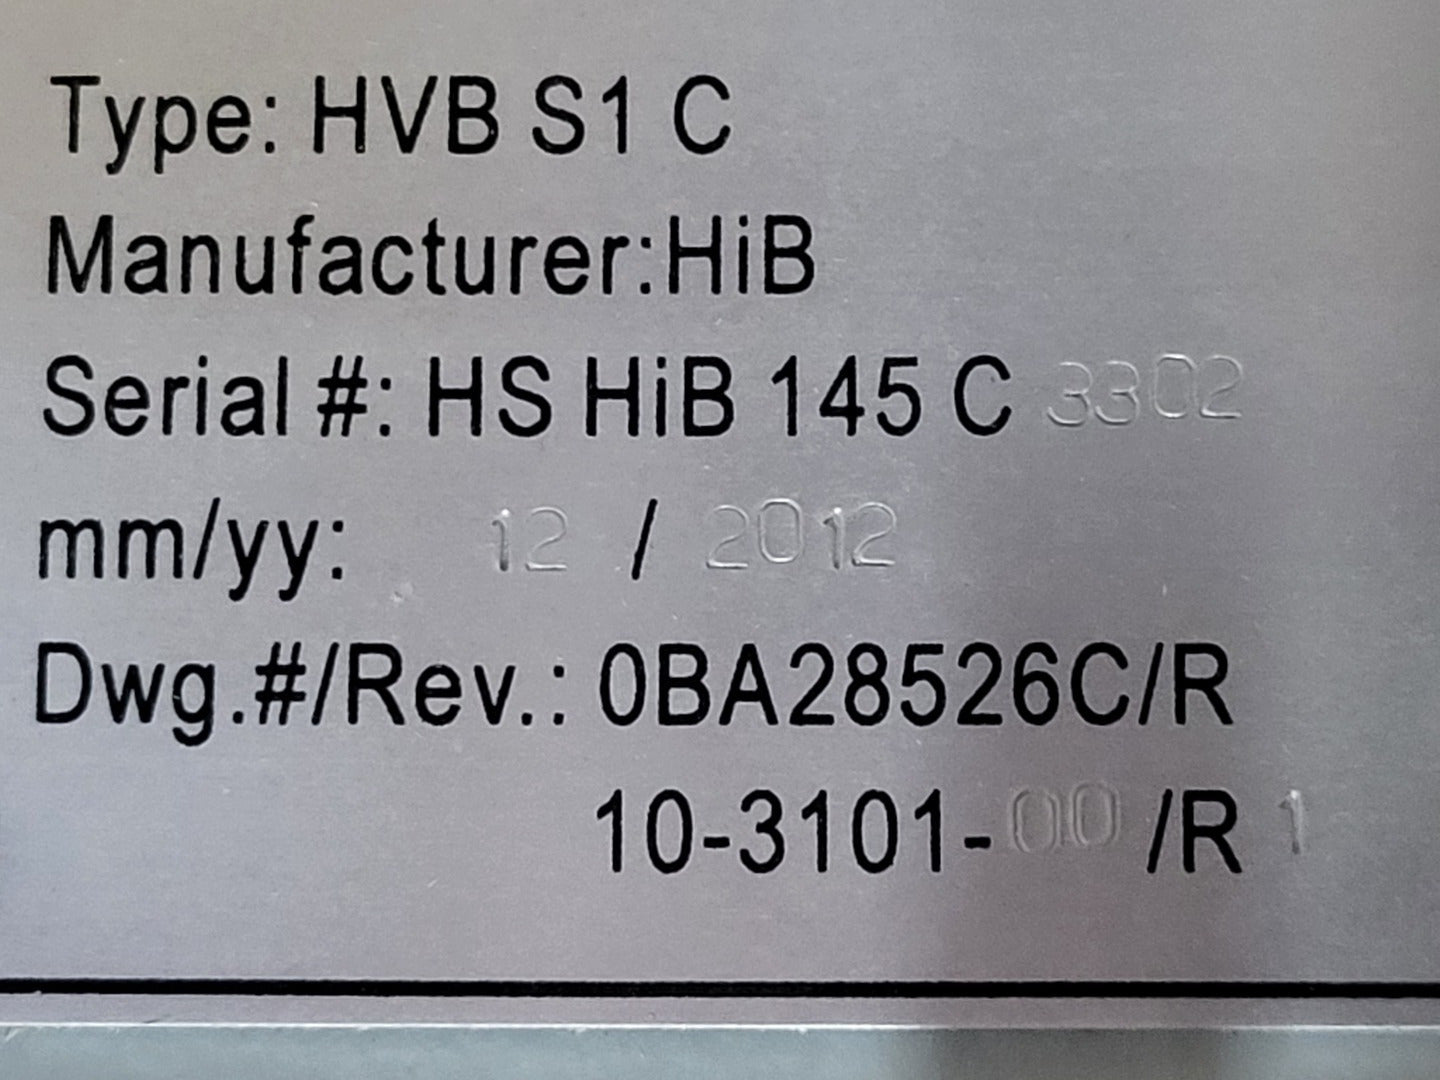 Type: HVB S1 C
Manufacturer:HiB
Serial #: HS HiB 145 C 3302
mm/yy: 12 / 2012
Dwg.#/Rev.: 0BA28526C/R
10-3101-00 /R 1